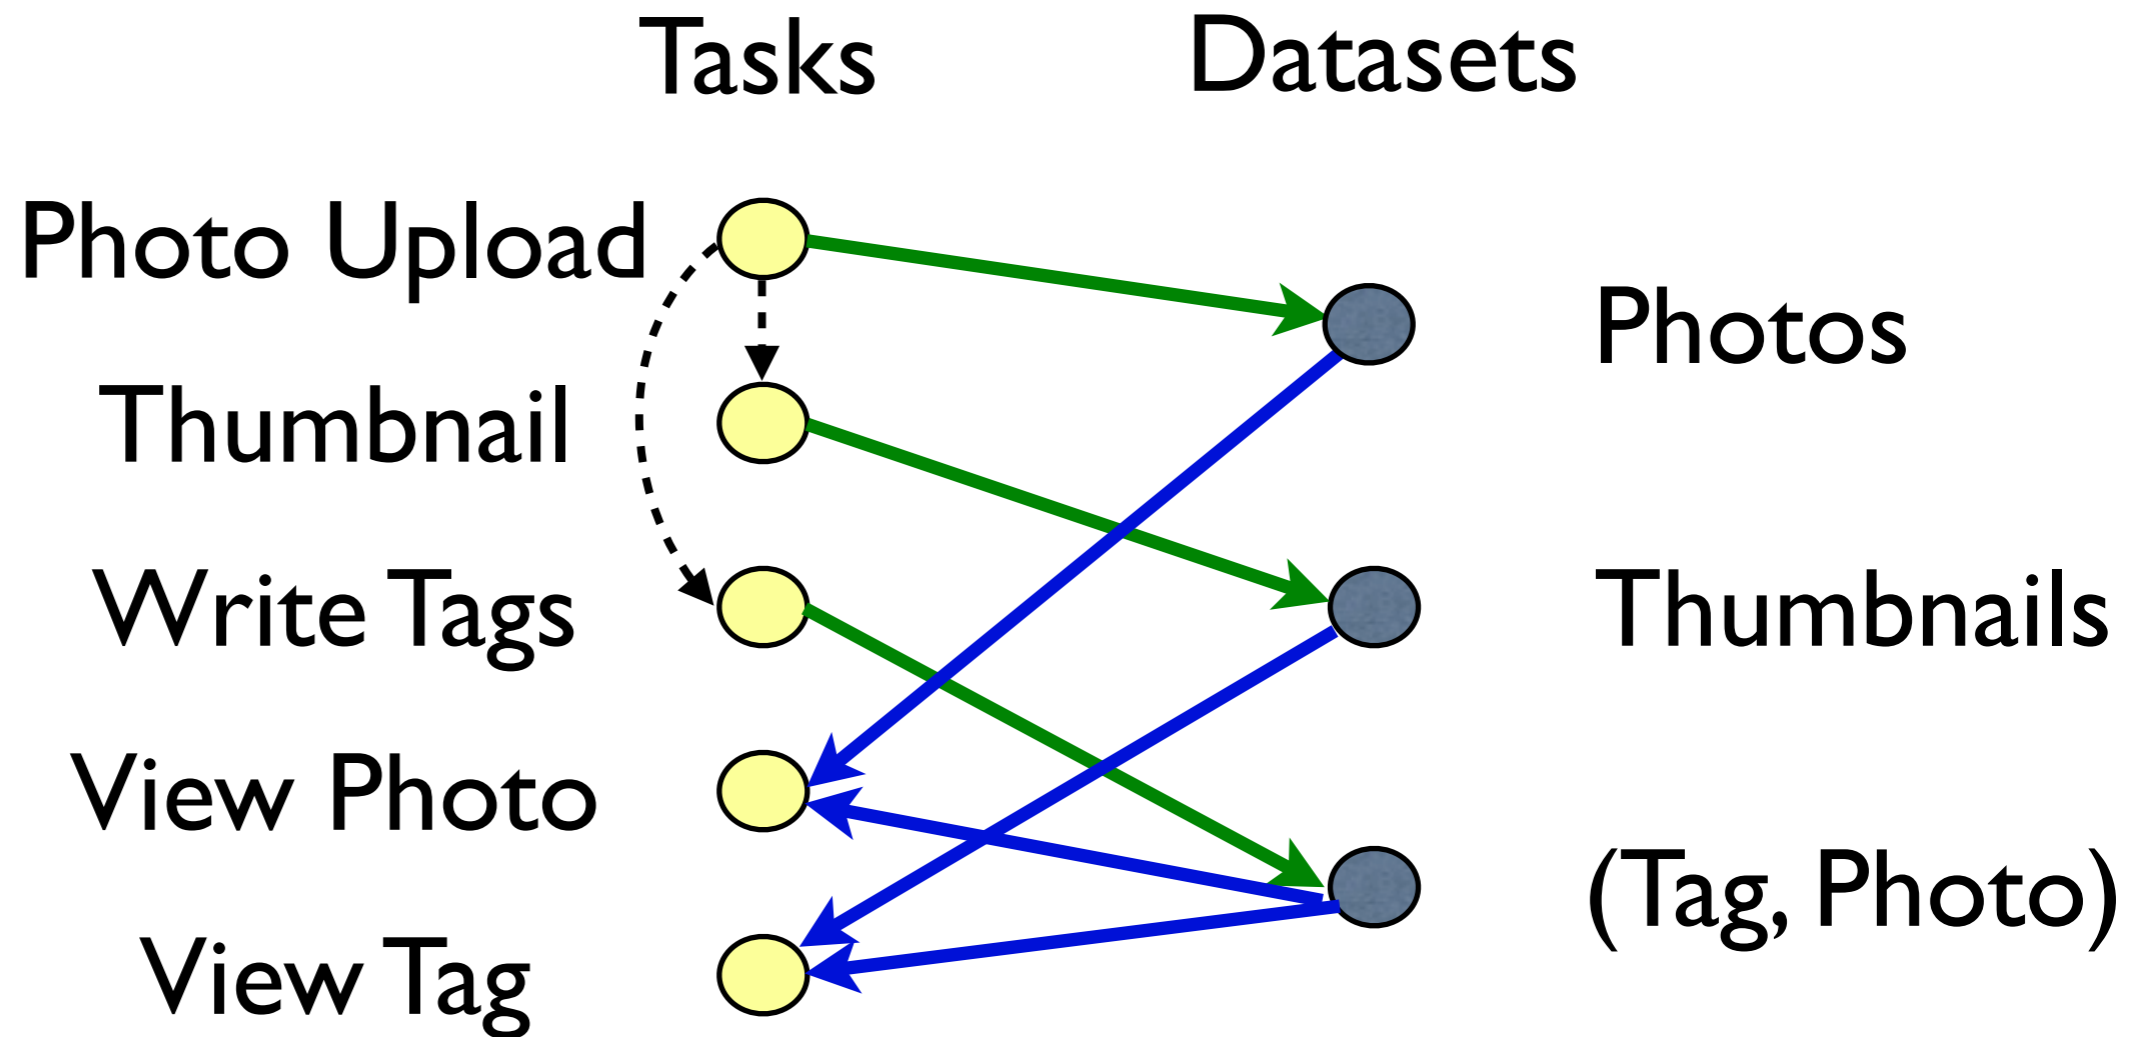 Tasks
Datasets
Photo Upload
Photos
Thumbnail
Write Tags
Thumbnails
View Photo
(Tag, Photo)
View Tag